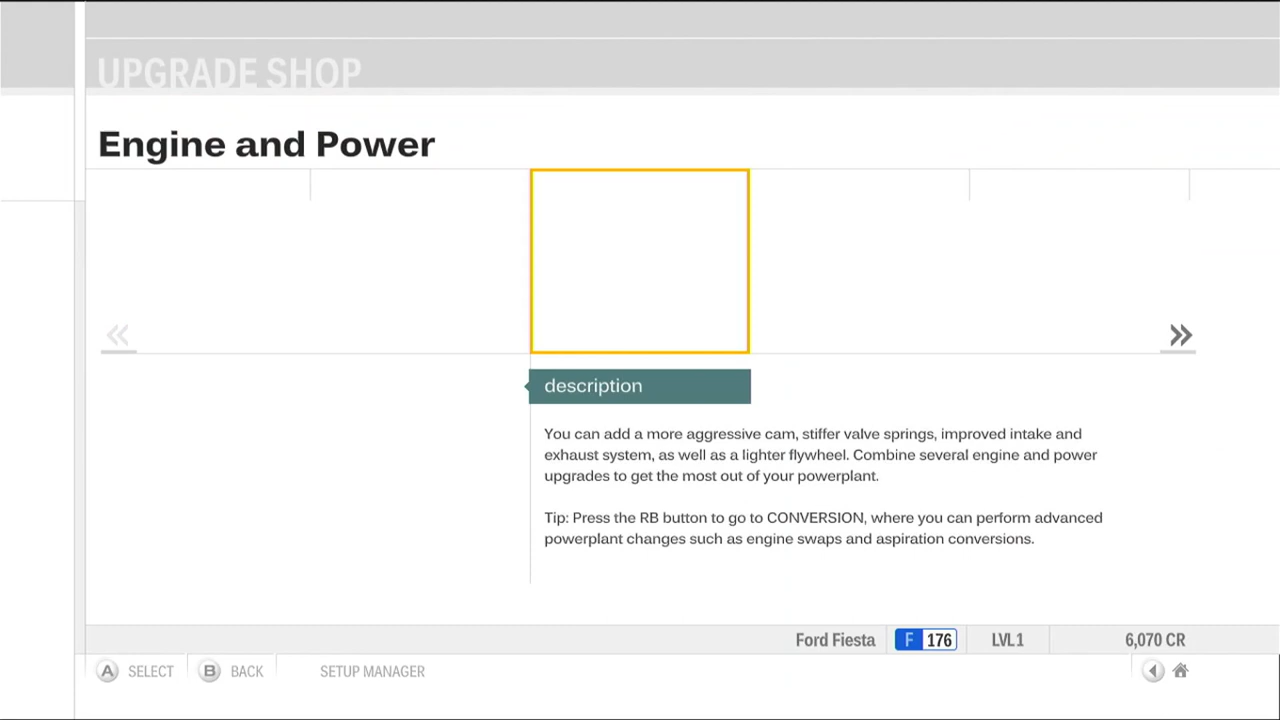 UPGRADE SHOP
Engine and Power
description
You can add a more aggressive cam, stiffer valve springs, improved intake and
exhaust system, as well as a lighter flywheel. Combine several engine and power
upgrades to get the most out of your powerplant.
Tip: Press the RB button to go to CONVERSION, where you can perform advanced
powerplant changes such as engine swaps and aspiration conversions.
Ford Fiesta F 176 LVL1 6,070 CR
A SELECT B BACK SETUP MANAGER